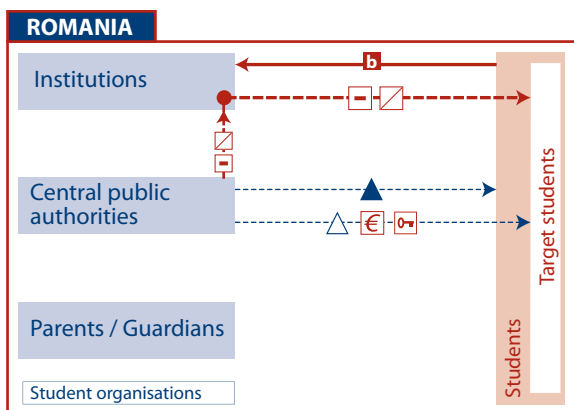 ROMANIA
Institutions
b
Central public
authorities
€
Parents / Guardians
Student organisations
Students
Target students